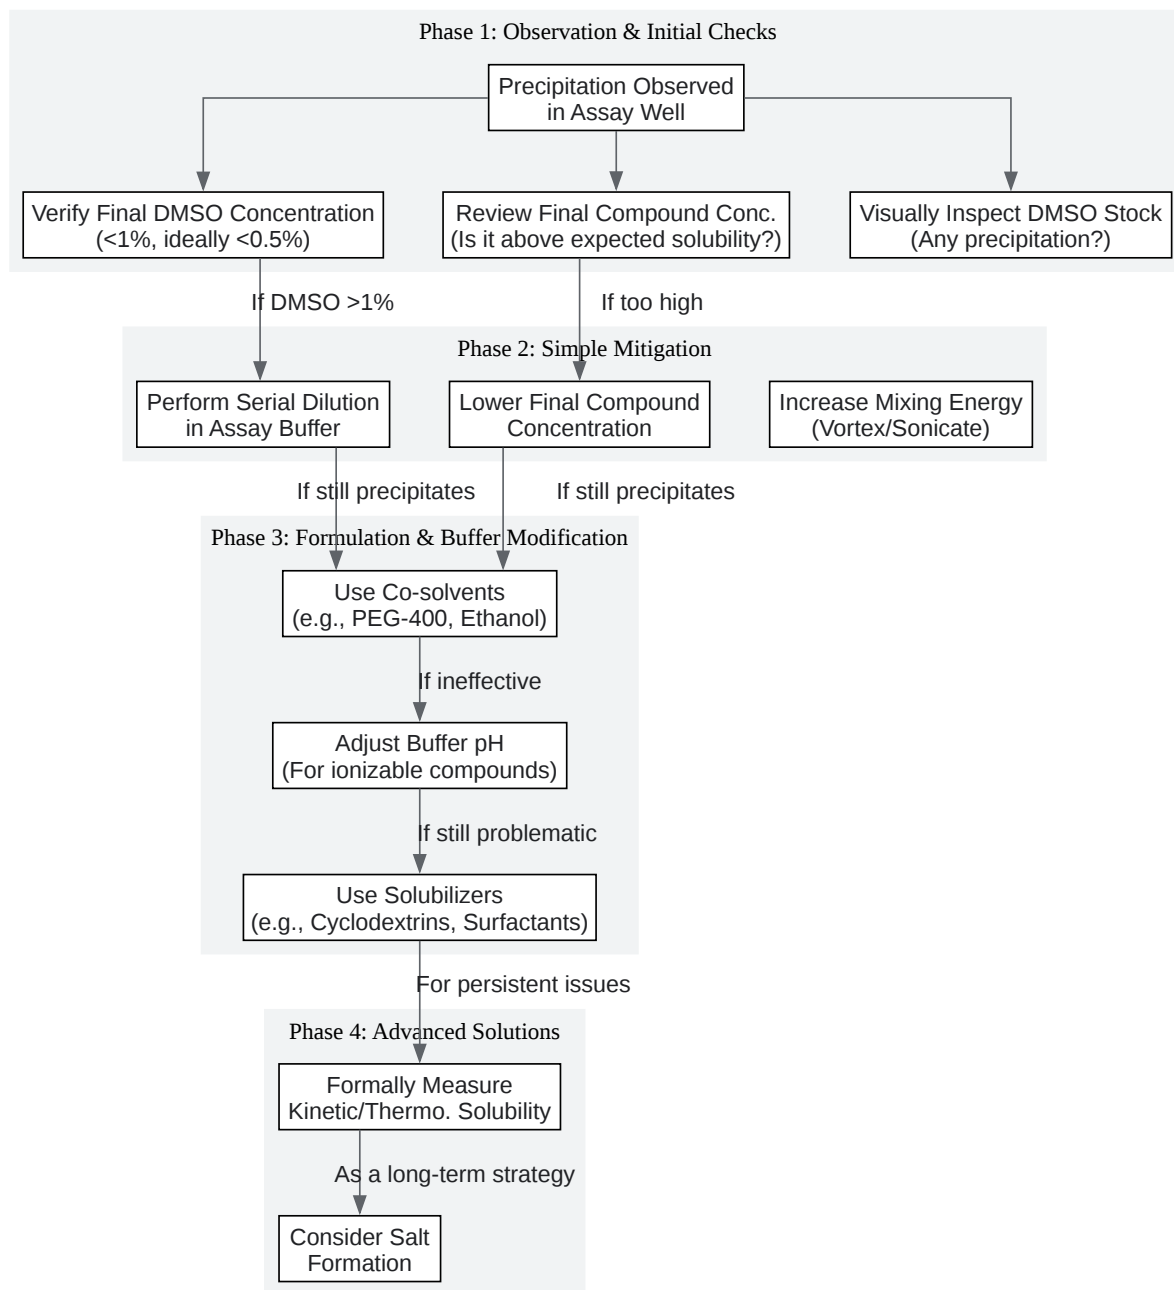 Phase 1: Observation & Initial Checks
Precipitation Observed
in Assay Well
Verify Final DMSO Concentration
(<1%, ideally <0.5%)
Review Final Compound Conc.
(Is it above expected solubility?)
Visually Inspect DMSO Stock
(Any precipitation?)
If DMSO >1%
If too high
Phase 2: Simple Mitigation
Perform Serial Dilution
in Assay Buffer
Lower Final Compound
Concentration
Increase Mixing Energy
(Vortex/Sonicate)
If still precipitates
If still precipitates
Phase 3: Formulation & Buffer Modification
Use Co-solvents
(e.g., PEG-400, Ethanol)
If ineffective
Adjust Buffer pH
(For ionizable compounds)
If still problematic
Use Solubilizers
(e.g., Cyclodextrins, Surfactants)
For persistent issues
Phase 4: Advanced Solutions
Formally Measure
Kinetic/Thermo. Solubility
As a long-term strategy
Consider Salt
Formation